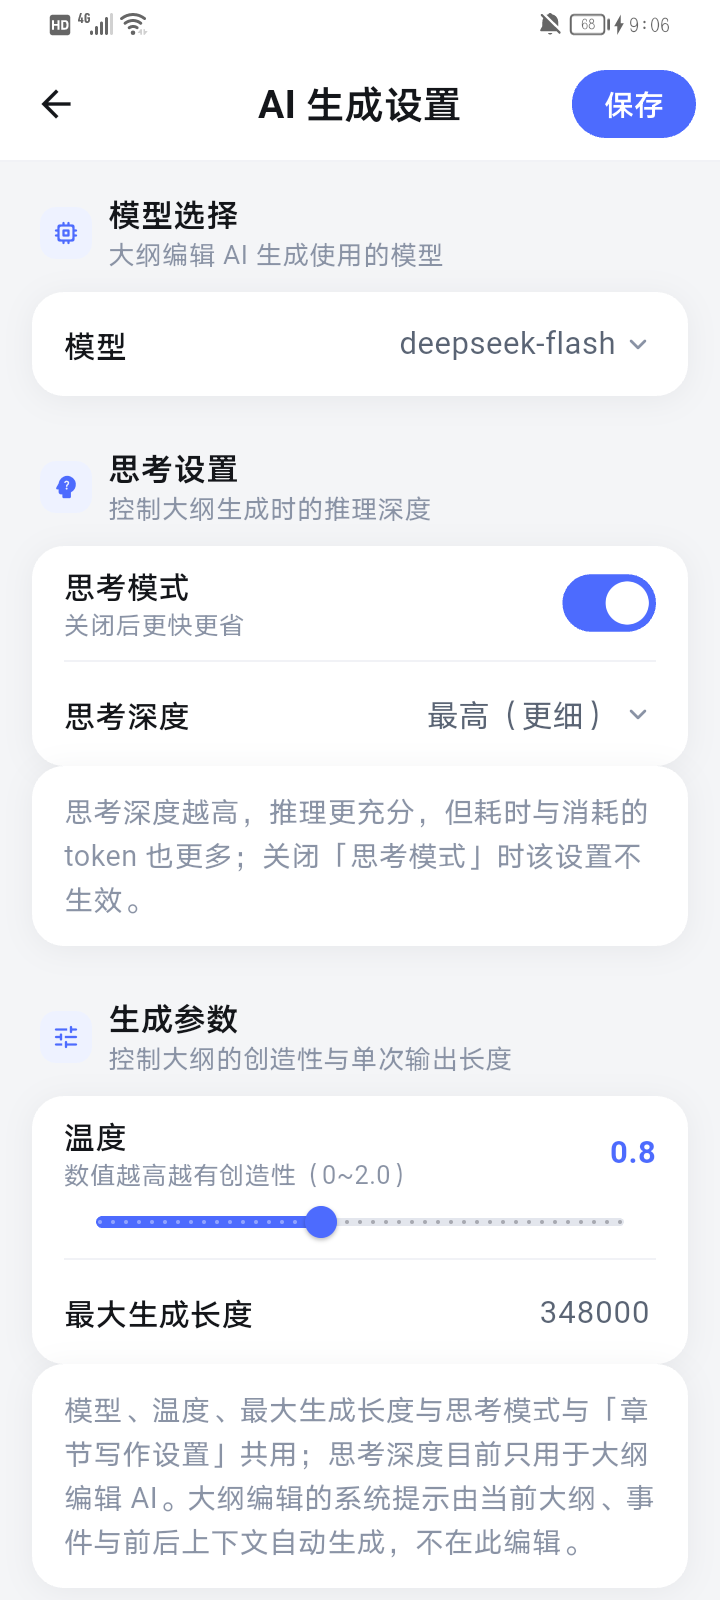 HD 4G 68 9:06
AI 生成设置
保存
模型选择
大纲编辑 AI 生成使用的模型
模型
deepseek-flash
思考设置
控制大纲生成时的推理深度
思考模式
关闭后更快更省
思考深度
最高（更细）
思考深度越高，推理更充分，但耗时与消耗的
token 也更多；关闭「思考模式」时该设置不
生效。
生成参数
控制大纲的创造性与单次输出长度
温度
数值越高越有创造性（0~2.0）
0.8
最大生成长度
348000
模型、温度、最大生成长度与思考模式与「章
节写作设置」共用；思考深度目前只用于大纲
编辑 AI。大纲编辑的系统提示由当前大纲、事
件与前后上下文自动生成，不在此编辑。